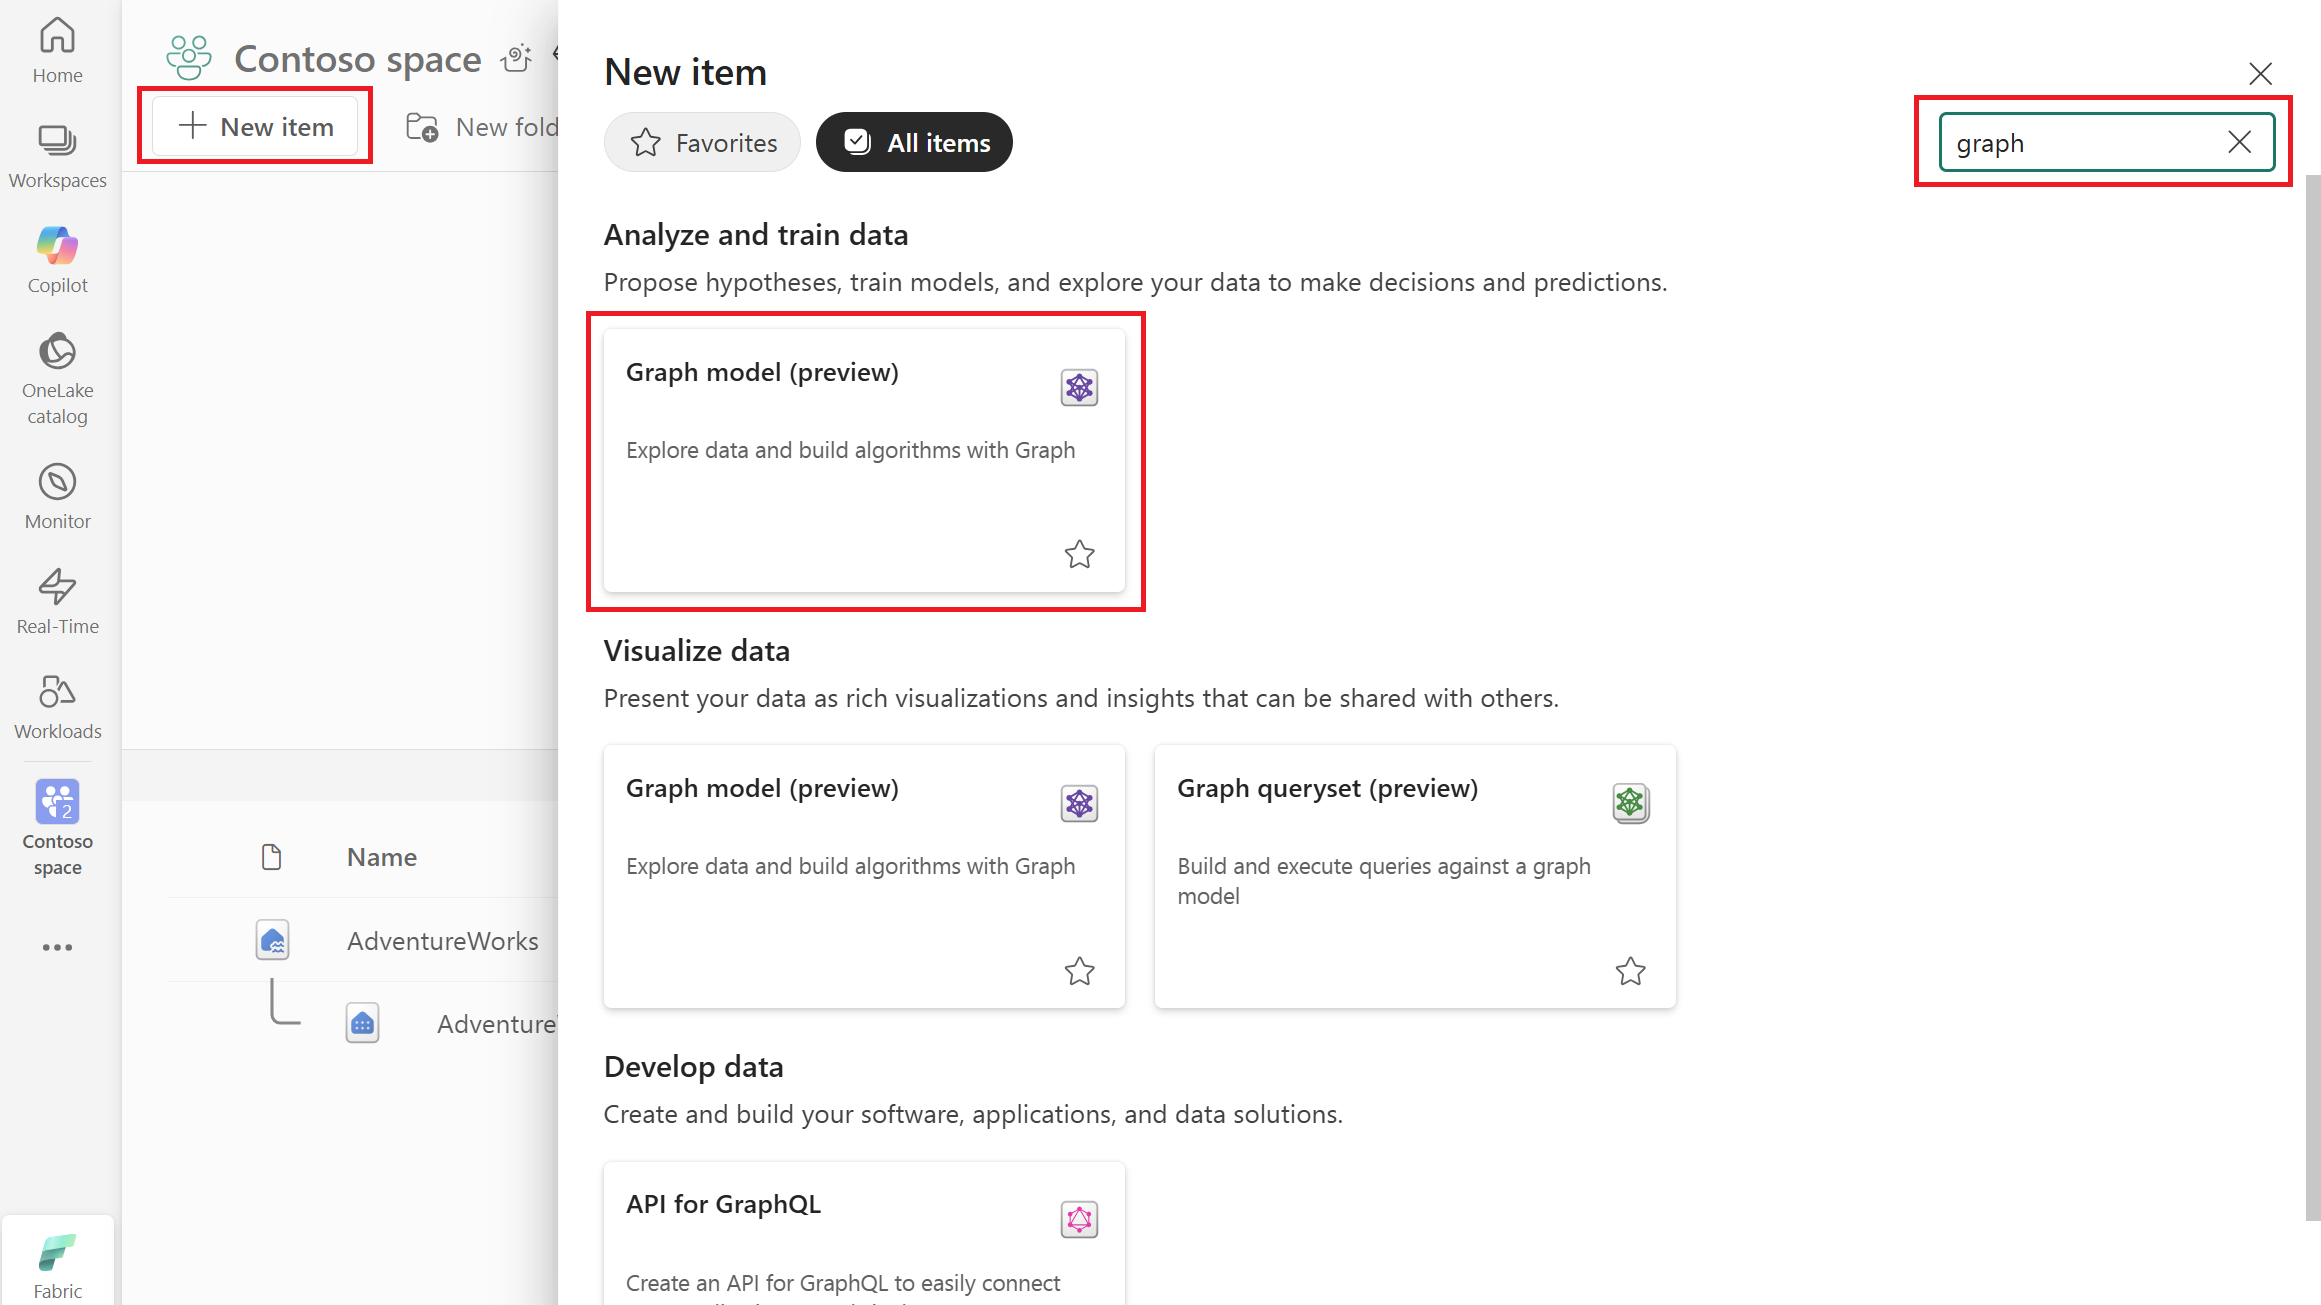 Home
Workspaces
Copilot
OneLake
catalog
Monitor
Real-Time
Workloads
2
Contoso
space
Fabric
Contoso space
New item
New fold
Name
AdventureWorks
Adventure
New item
Favorites
All items
graph
Analyze and train data
Propose hypotheses, train models, and explore your data to make decisions and predictions.
Graph model (preview)
Explore data and build algorithms with Graph
Visualize data
Present your data as rich visualizations and insights that can be shared with others.
Graph model (preview)
Explore data and build algorithms with Graph
Graph queryset (preview)
Build and execute queries against a graph
model
Develop data
Create and build your software, applications, and data solutions.
API for GraphQL
Create an API for GraphQL to easily connect